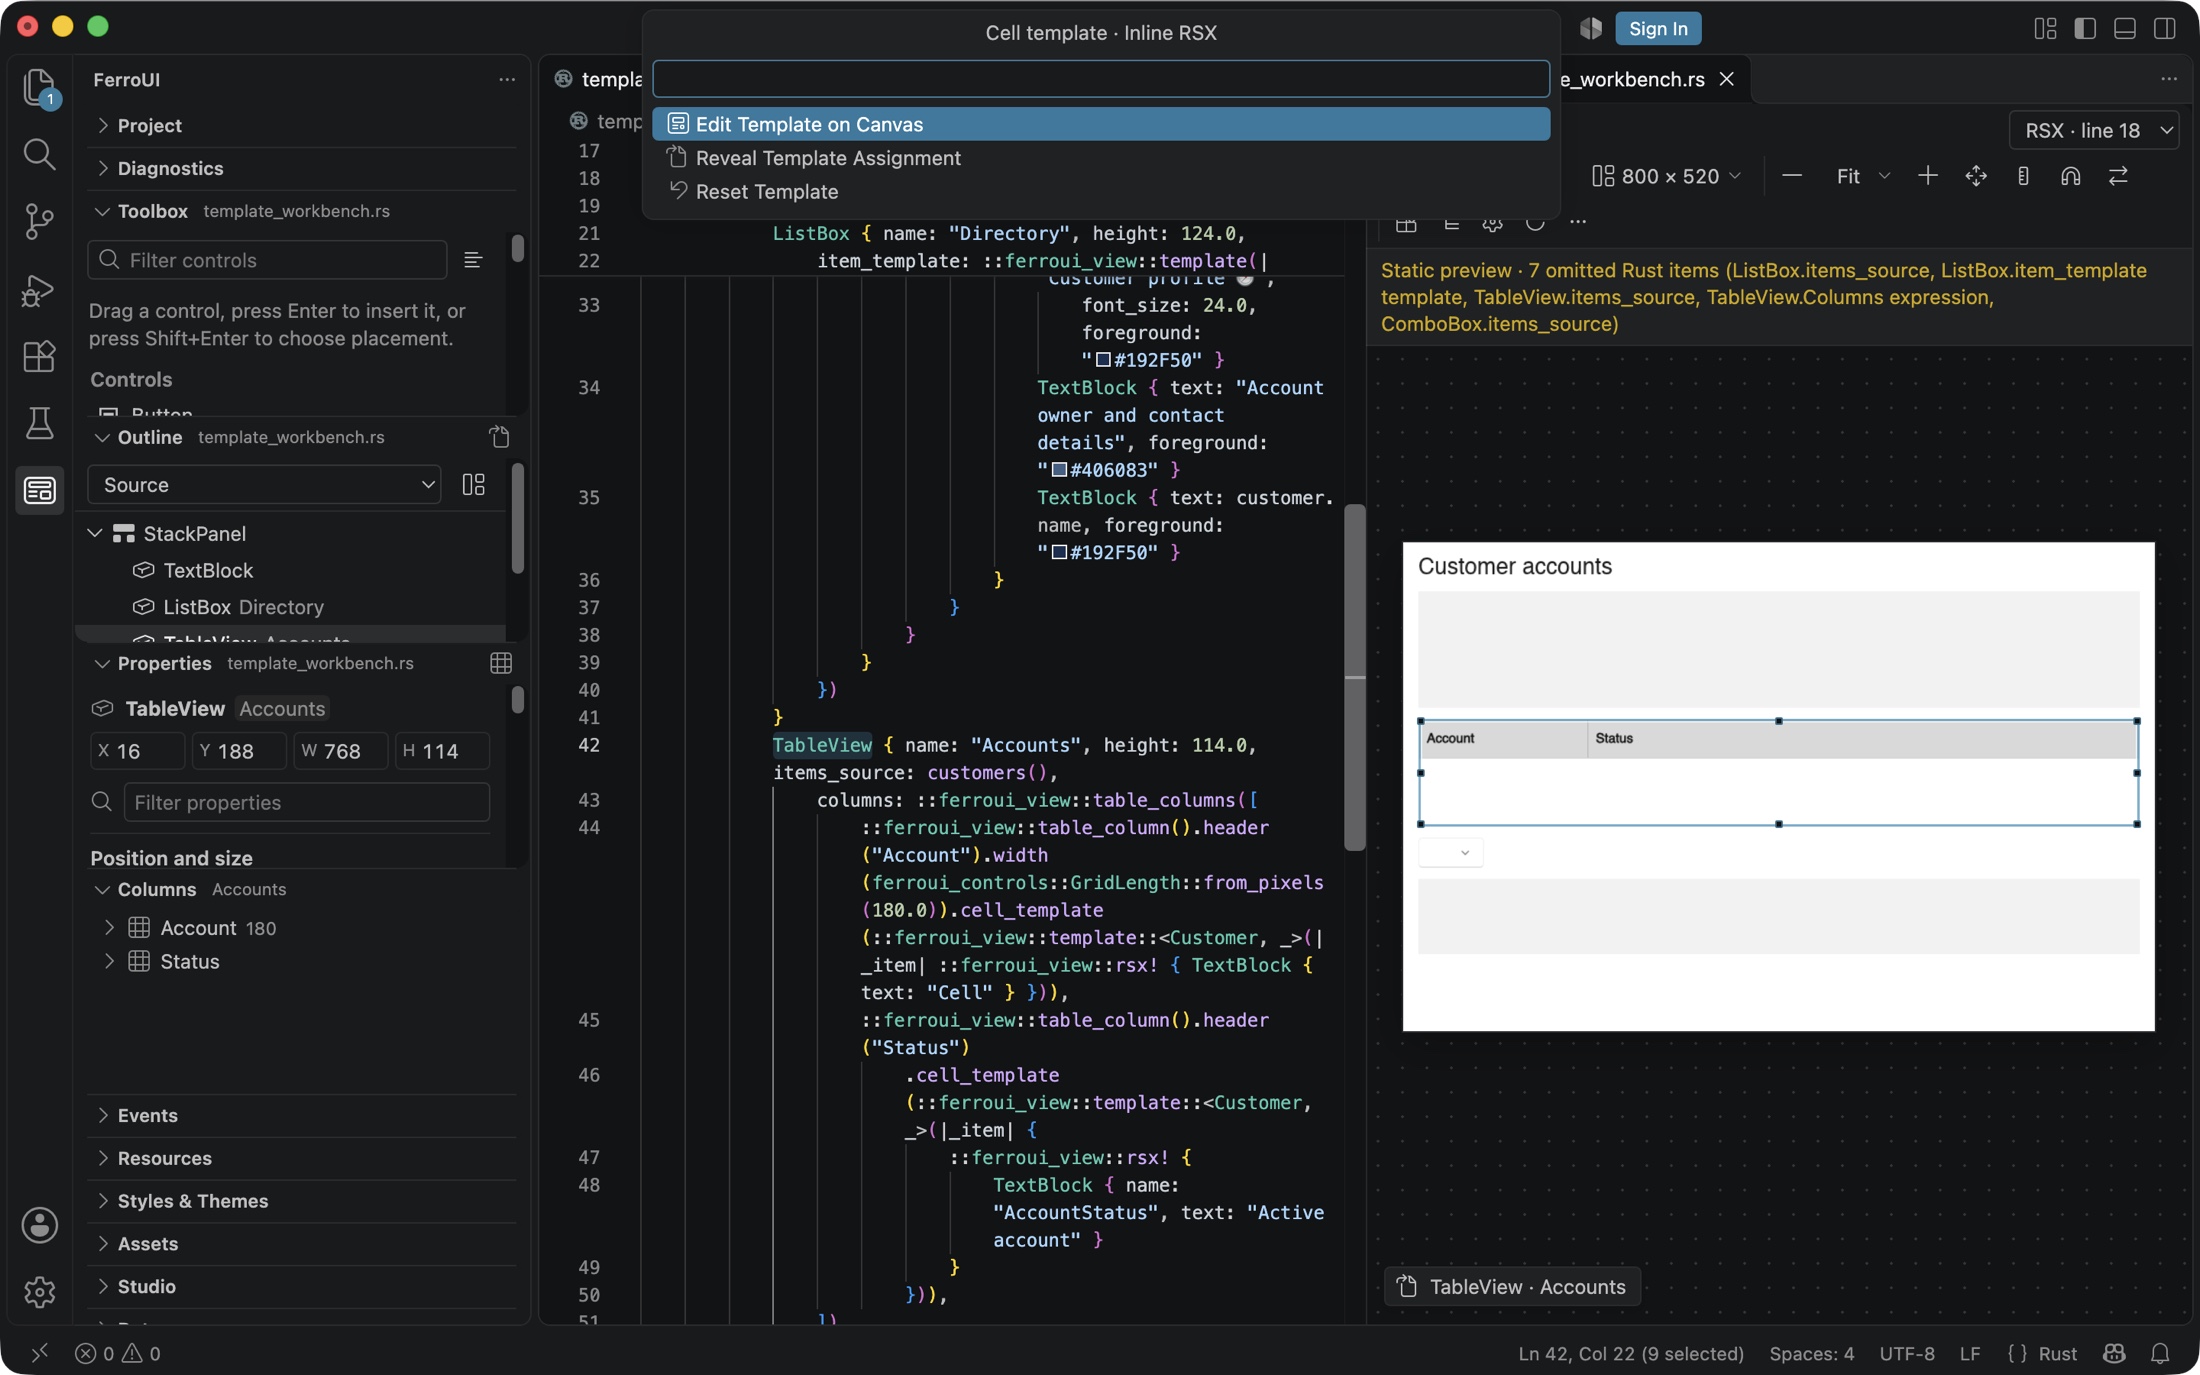 Cell template · Inline RSX
Sign In
Edit Template on Canvas
Reveal Template Assignment
Reset Template
1
FerroUI
Project
Diagnostics
Toolbox template_workbench.rs
Filter controls
Drag a control, press Enter to insert it, or
press Shift+Enter to choose placement.
Controls
Button
Outline template_workbench.rs
Source
StackPanel
TextBlock
ListBox Directory
TableView Accounts
Properties template_workbench.rs
TableView Accounts
X 16 Y 188 W 768 H 114
Filter properties
Position and size
Columns Accounts
Account 180
Status
Events
Resources
Styles & Themes
Assets
Studio
templa
temp
17
18
19
21 ListBox { name: "Directory", height: 124.0,
22 item_template: ::ferroui_view::template(|
"Customer profile
33 font_size: 24.0,
foreground:
"#192F50" }
34 TextBlock { text: "Account
owner and contact
details", foreground:
"#406083" }
35 TextBlock { text: customer.
name, foreground:
"#192F50" }
36 }
37 }
38 }
39 }
40 })
41 }
42 TableView { name: "Accounts", height: 114.0,
items_source: customers(),
43 columns: ::ferroui_view::table_columns([
44 ::ferroui_view::table_column().header
("Account").width
(ferroui_controls::GridLength::from_pixels
(180.0)).cell_template
(::ferroui_view::template::<Customer, _>(|
_item| ::ferroui_view::rsx! { TextBlock {
text: "Cell" } })),
45 ::ferroui_view::table_column().header
("Status")
46 .cell_template
(::ferroui_view::template::<Customer,
_>(|_item| {
47 ::ferroui_view::rsx! {
48 TextBlock { name:
"AccountStatus", text: "Active
account" }
49 }
50 })),
51 ])
e_workbench.rs
RSX · line 18
800 × 520
Fit
Static preview · 7 omitted Rust items (ListBox.items_source, ListBox.item_template
template, TableView.items_source, TableView.Columns expression,
ComboBox.items_source)
Customer accounts
Account Status
TableView · Accounts
0 0
Ln 42, Col 22 (9 selected) Spaces: 4 UTF-8 LF { } Rust